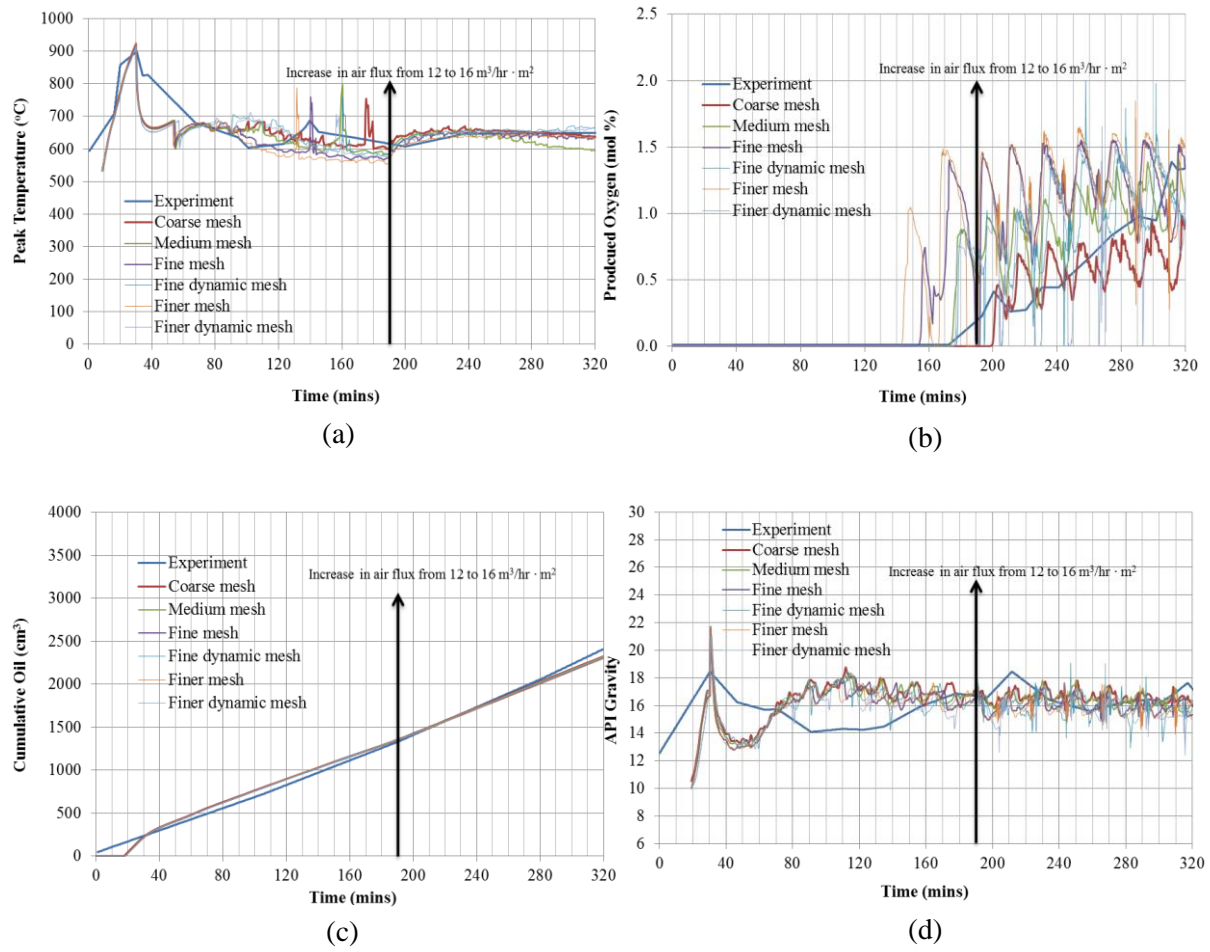 1000
900
800
700
600
500
400
300
200
100
0
Peak Temperature (°C)
Increase in air flux from 12 to 16 m³/hr · m²
Experiment
Coarse mesh
Medium mesh
Fine mesh
Fine dynamic mesh
Finer mesh
Finer dynamic mesh
0 40 80 120 160 200 240 280 320
Time (mins)
(a)
2.5
2.0
1.5
1.0
0.5
0.0
Prodcued Oxygen (mol %)
Increase in air flux from 12 to 16 m³/hr · m²
Experiment
Coarse mesh
Medium mesh
Fine mesh
Fine dynamic mesh
Finer mesh
Finer dynamic mesh
0 40 80 120 160 200 240 280 320
Time (mins)
(b)
4000
3500
3000
2500
2000
1500
1000
500
0
Cumulative Oil (cm³)
Experiment
Increase in air flux from 12 to 16 m³/hr · m²
Coarse mesh
Medium mesh
Fine mesh
Fine dynamic mesh
Finer mesh
Finer dynamic mesh
0 40 80 120 160 200 240 280 320
Time (mins)
(c)
30
28
26
24
22
20
18
16
14
12
10
8
6
API Gravity
Experiment
Coarse mesh
Increase in air flux from 12 to 16 m³/hr · m²
Medium mesh
Fine mesh
Fine dynamic mesh
Finer mesh
Finer dynamic mesh
0 40 80 120 160 200 240 280 320
Time (mins)
(d)